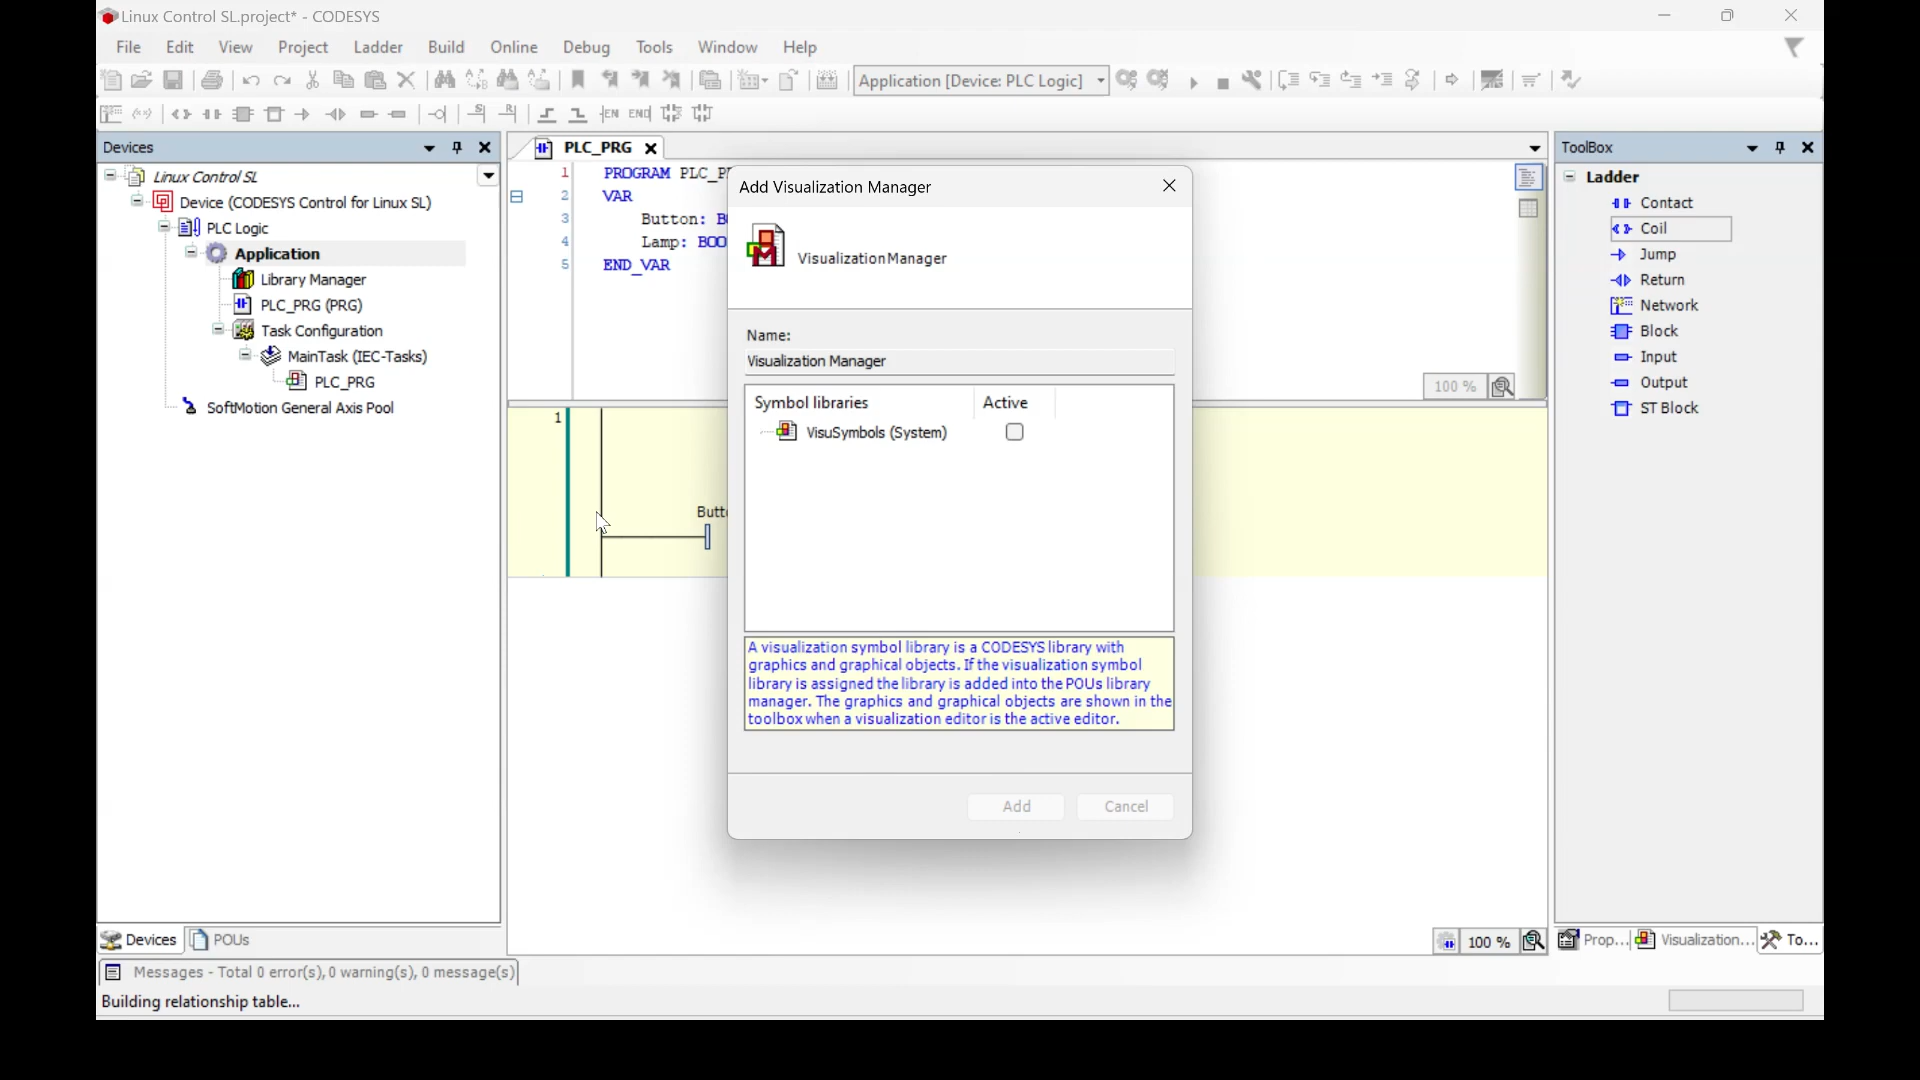 Linux Control SL.project* - CODESYS
File Edit View Project Ladder Build Online Debug Tools Window Help
Application [Device: PLC Logic]
EN
Devices
Linux Control SL
Device (CODESYS Control for Linux SL)
PLC Logic
Application
Library Manager
PLC_PRG (PRG)
Task Configuration
MainTask (IEC-Tasks)
PLC_PRG
SoftMotion General Axis Pool
Devices POUs
PLC_PRG
1 PROGRAM PLC_P
2 VAR
3 Button: B
4 Lamp: BOO
5 END_VAR
100 %
1
Butt
100 %
Add Visualization Manager
VisualizationManager
Name:
Visualization Manager
Symbol libraries Active
VisuSymbols (System)
A visualization symbol library is a CODESYS library with
graphics and graphical objects. If the visualization symbol
library is assigned the library is added into the POUs library
manager. The graphics and graphical objects are shown in the
toolbox when a visualization editor is the active editor.
Add Cancel
ToolBox
Ladder
Contact
Coil
Jump
Return
Network
Block
Input
Output
ST Block
Prop... Visualization... To...
Messages - Total 0 error(s), 0 warning(s), 0 message(s)
Building relationship table...